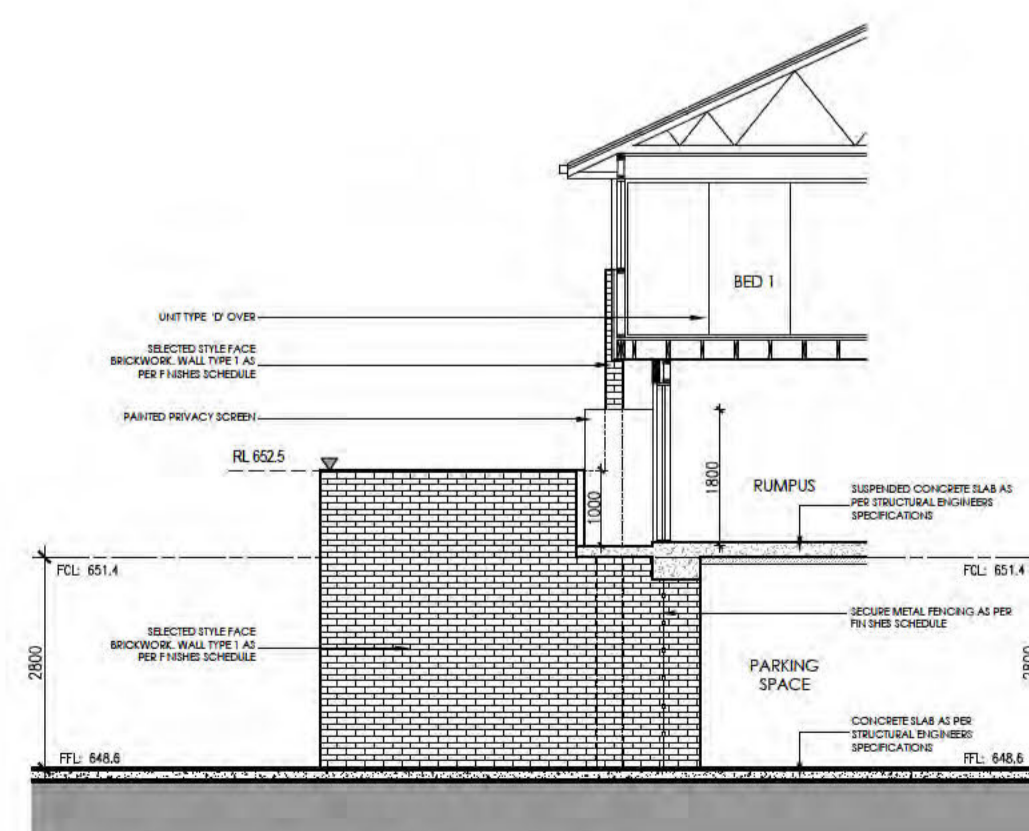 BED 1
UNIT TYPE 'D' OVER
SELECTED STYLE FACE
BRICKWORK. WALL TYPE 1 AS
PER F NISHES SCHEDULE
PAINTED PRIVACY SCREEN
RL 652.5
1000
1800
RUMPUS
SUSPENDED CONCRETE SLAB AS
PER STRUCTURAL ENGINEERS
SPECIFICATIONS
FCL: 651.4
FCL: 651.4
SELECTED STYLE FACE
BRICKWORK. WALL TYPE 1 AS
PER F NISHES SCHEDULE
2800
SECURE METAL FENCING AS PER
FIN SHES SCHEDULE
PARKING
SPACE
2800
CONCRETE SLAB AS PER
STRUCTURAL ENGINEERS
SPECIFICATIONS
FFL: 648.6
FFL: 648.6